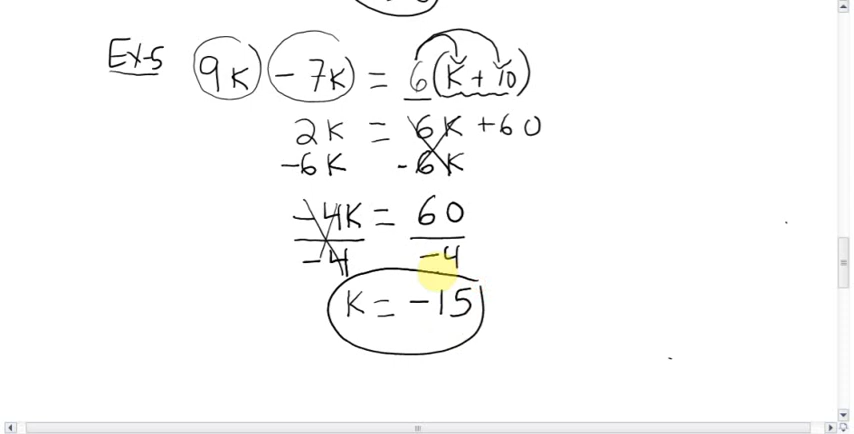 Ex-5 9K - 7K = 6(K + 10)
2K = 6K + 60
-6K -6K
-4K = 60
-4 -4
K = -15